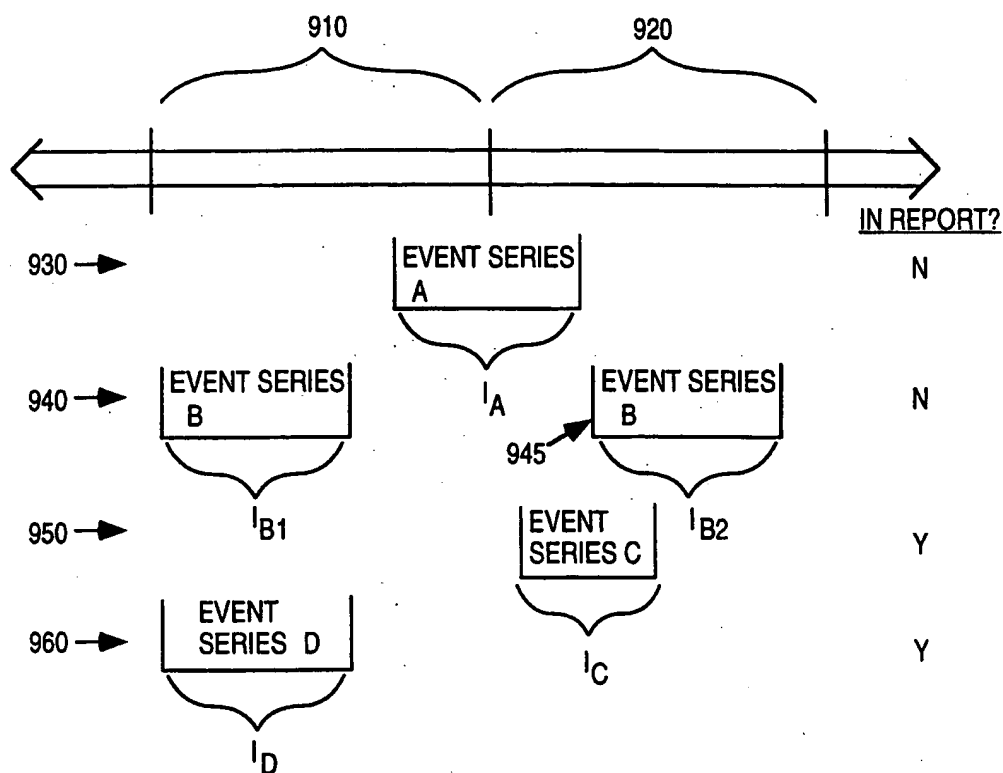 910
920
IN REPORT?
930
EVENT SERIES
A
N
I_A
940
EVENT SERIES
B
945
EVENT SERIES
B
N
I_B1
I_B2
950
EVENT
SERIES C
Y
I_C
960
EVENT
SERIES D
Y
I_D